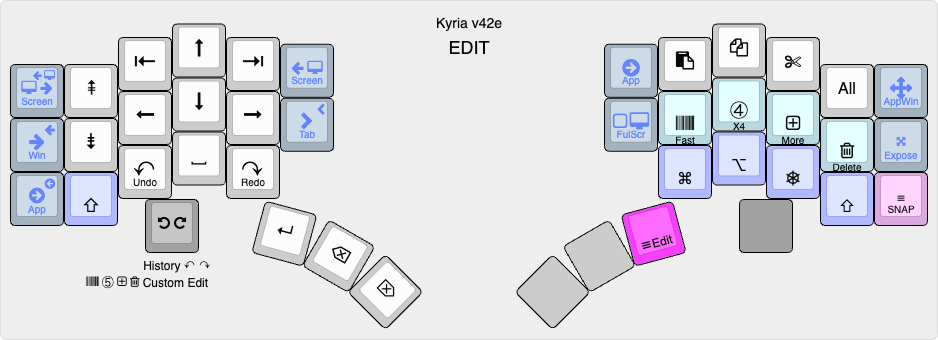 Kyria v42e
EDIT
Screen
Screen
App
All
AppWin
Win
Tab
FulScr
Fast
④
X4
More
Delete
Expose
App
Undo
Redo
⌘
⌥
SNAP
≡Edit
History
⑤ Custom Edit